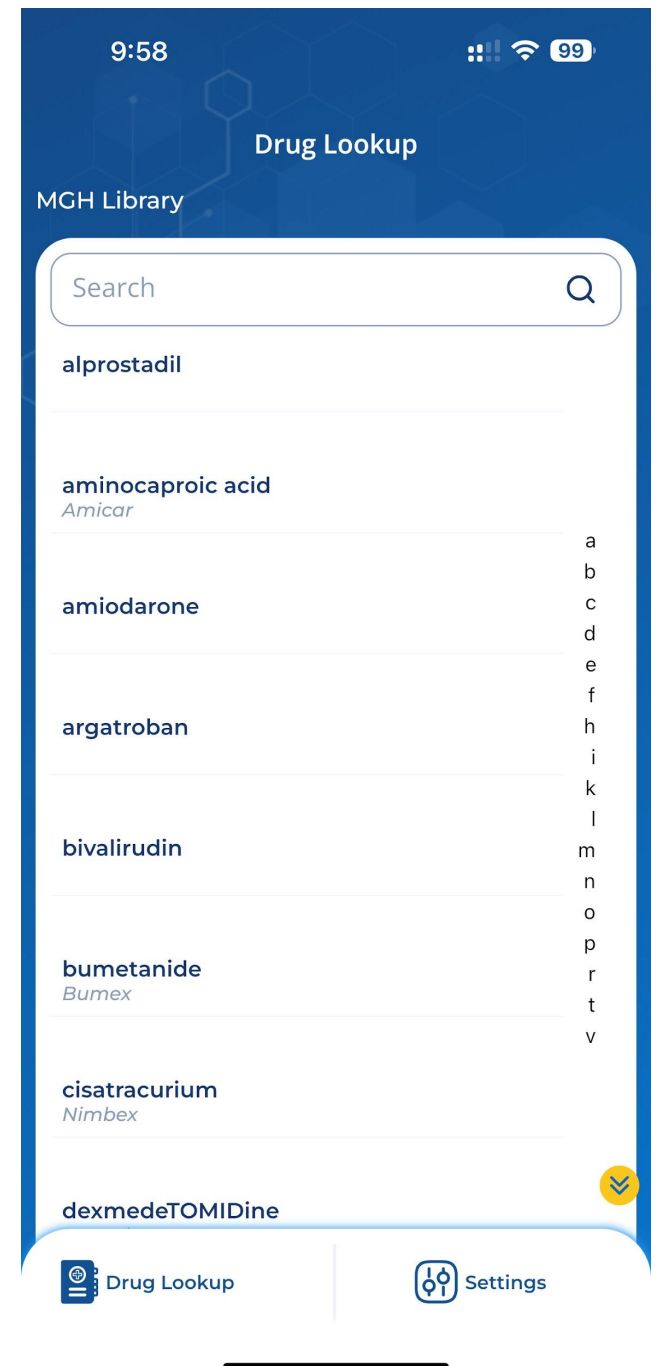 9:58
99
Drug Lookup
MGH Library
Search
alprostadil
aminocaproic acid
Amicar
amiodarone
argatroban
bivalirudin
bumetanide
Bumex
cisatracurium
Nimbex
dexmedeTOMIDine
a
b
c
d
e
f
h
i
k
l
m
n
o
p
r
t
v
Drug Lookup
Settings